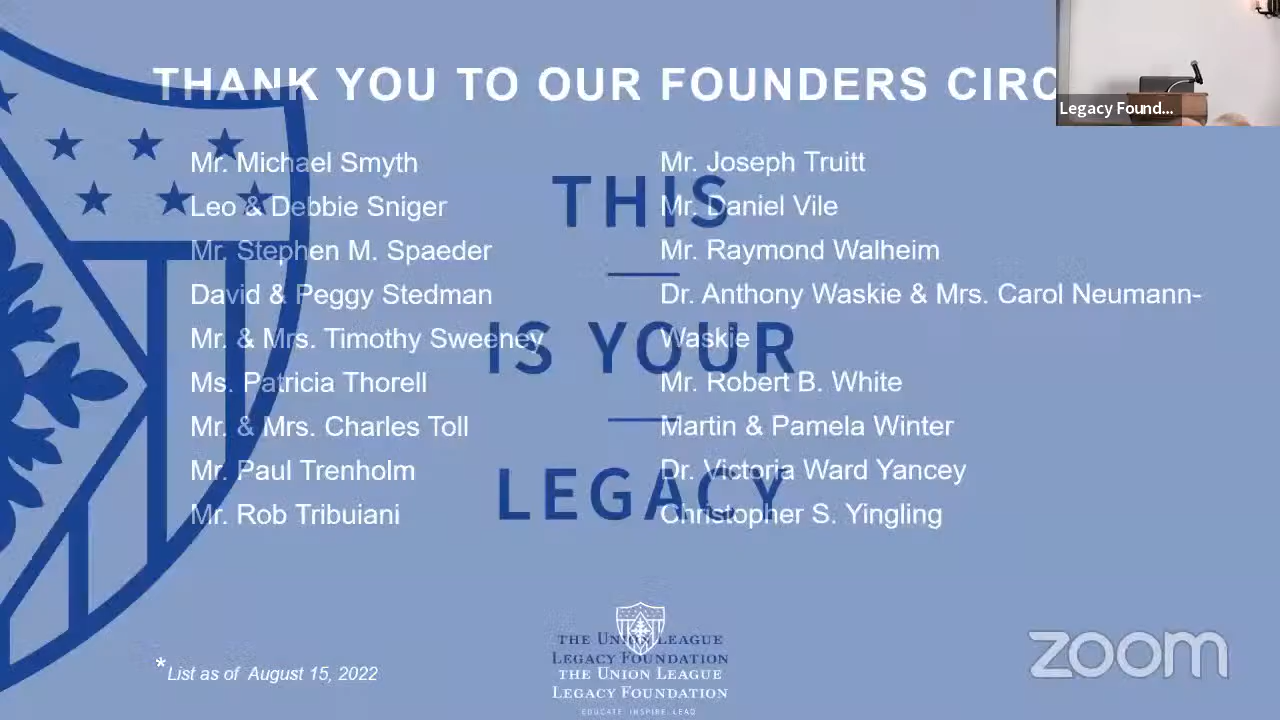 THANK YOU TO OUR FOUNDERS CIRC
Legacy Found...
Mr. Michael Smyth
Leo & Debbie Sniger
Mr. Stephen M. Spaeder
David & Peggy Stedman
Mr. & Mrs. Timothy Sweeney
Ms. Patricia Thorell
Mr. & Mrs. Charles Toll
Mr. Paul Trenholm
Mr. Rob Tribuiani
Mr. Joseph Truitt
Mr. Daniel Vile
Mr. Raymond Walheim
Dr. Anthony Waskie & Mrs. Carol Neumann-
Waskie
Mr. Robert B. White
Martin & Pamela Winter
Dr. Victoria Ward Yancey
Christopher S. Yingling
THIS
IS YOUR
LEGACY
*List as of August 15, 2022
THE UNION LEAGUE
LEGACY FOUNDATION
THE UNION LEAGUE
LEGACY FOUNDATION
EDUCATE INSPIRE LEAD
zoom